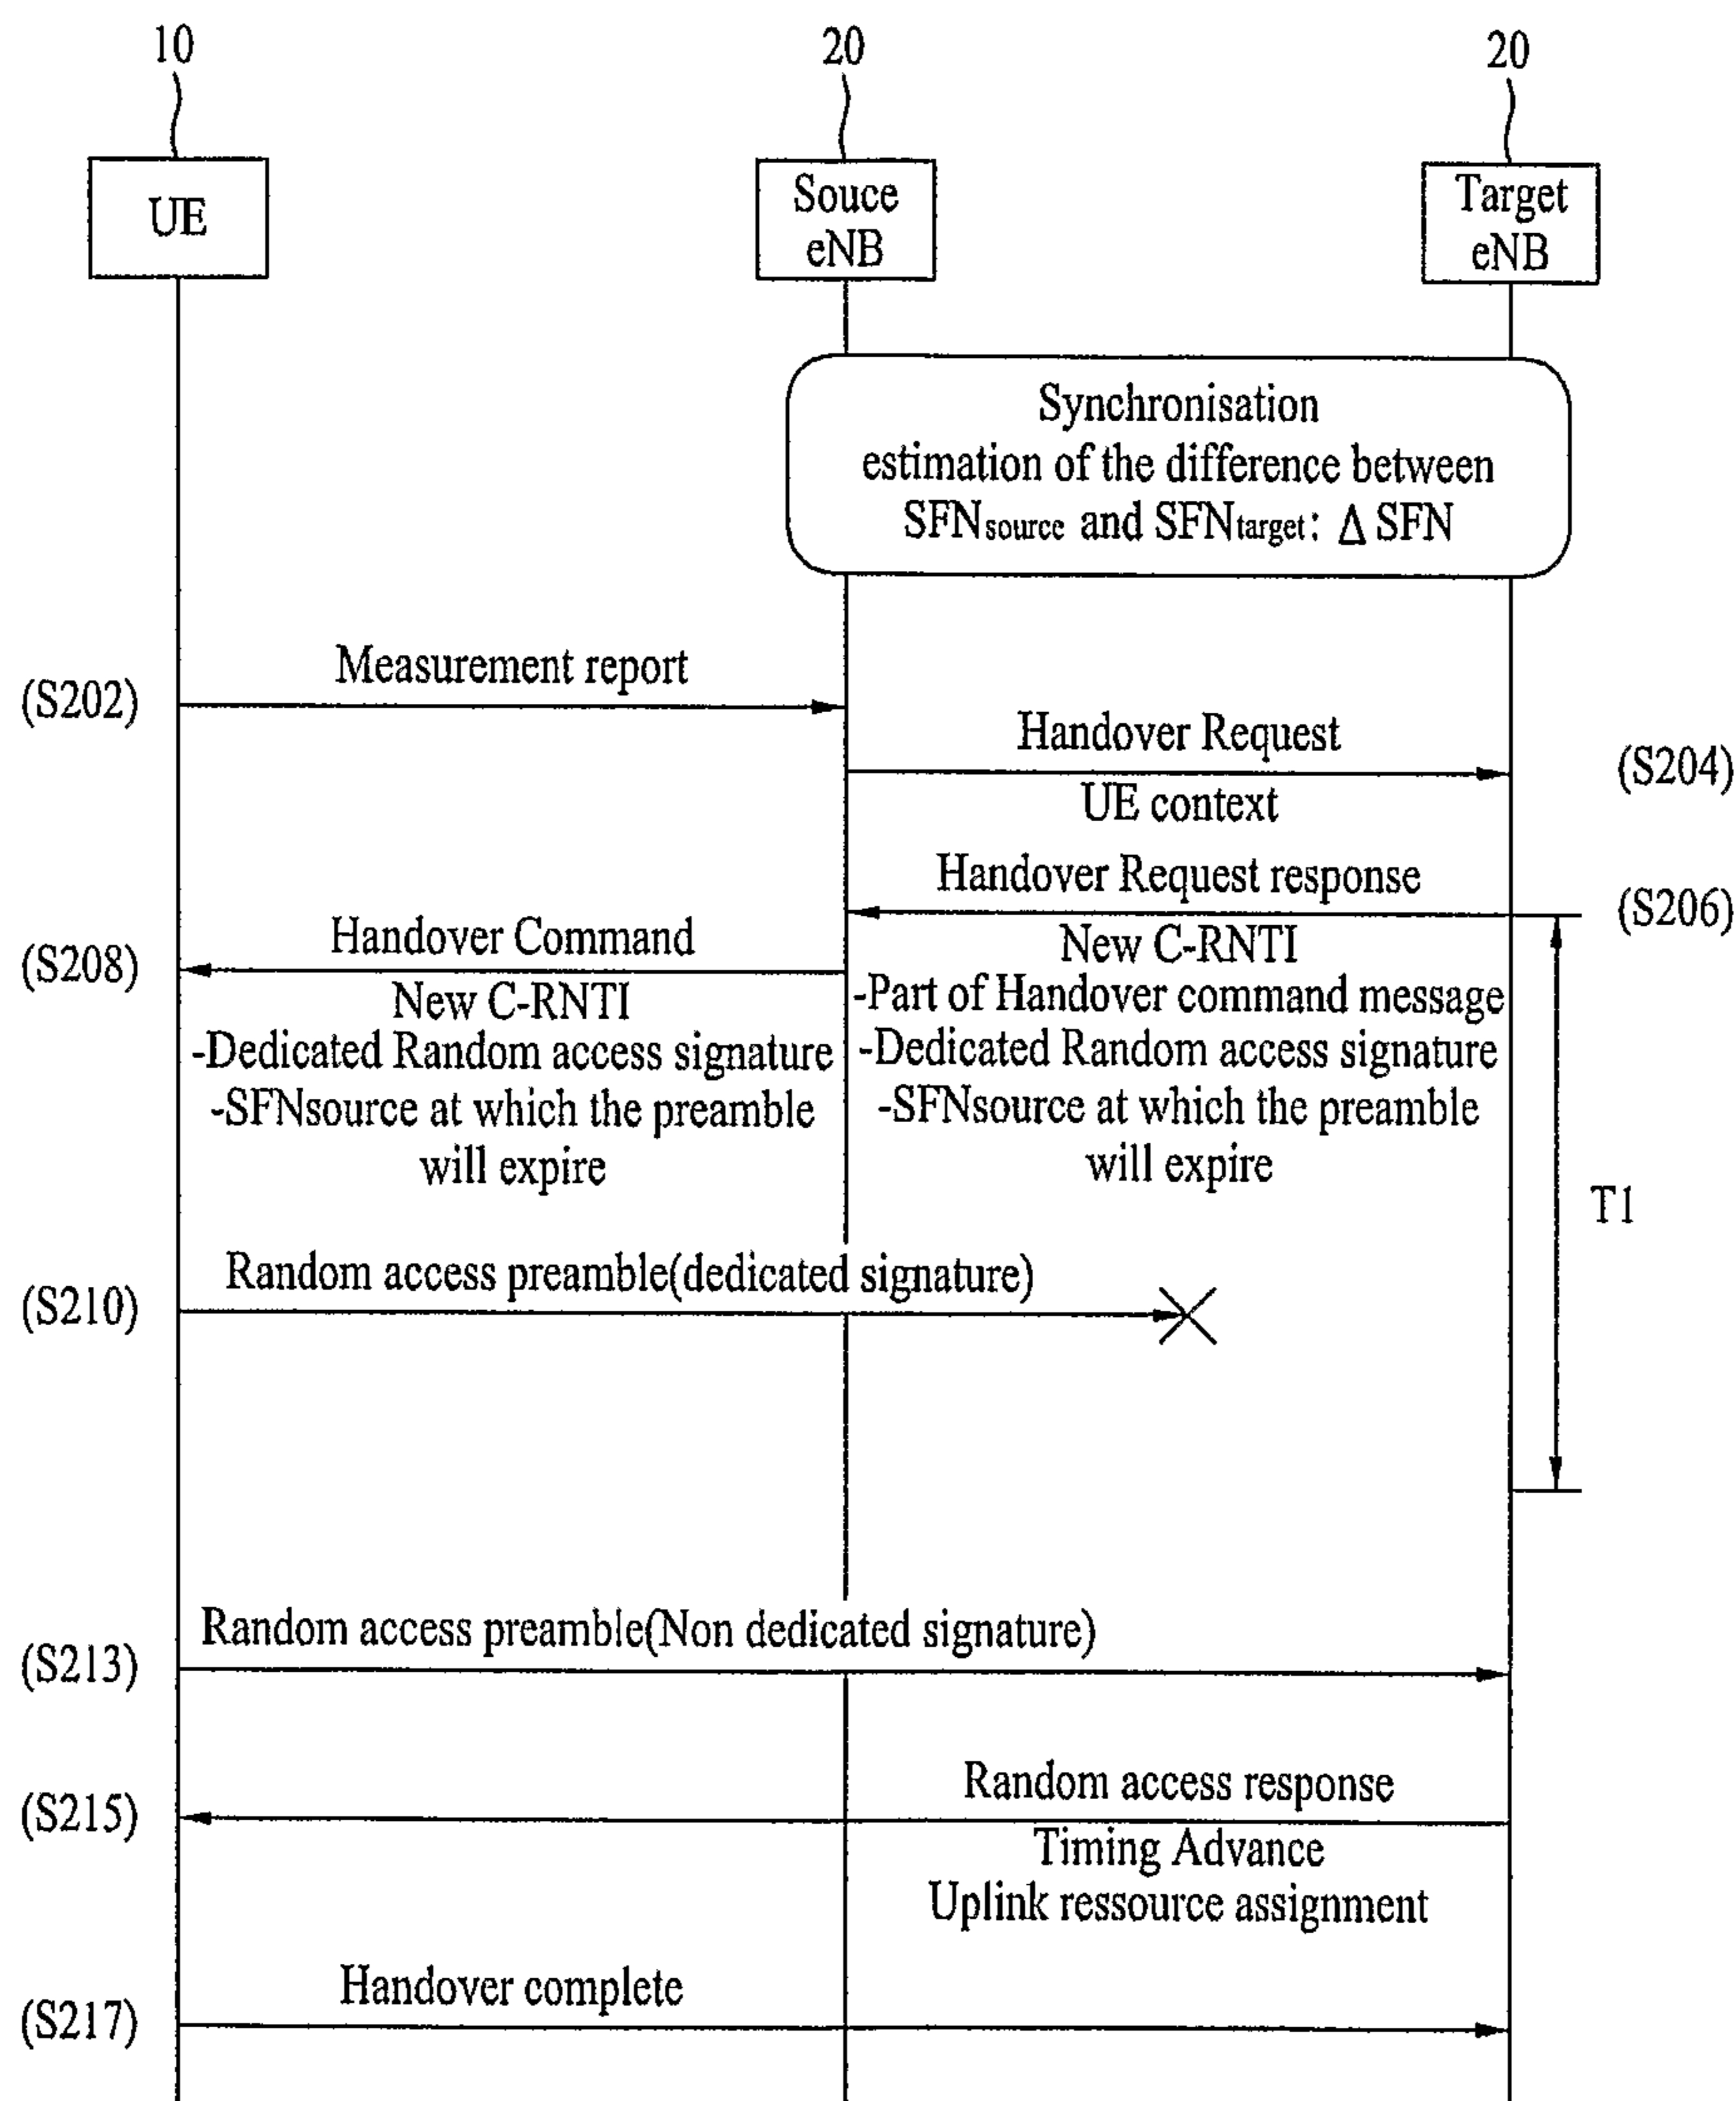 10
20
20
UE
Souce
eNB
Target
eNB
Synchronisation
estimation of the difference between
SFNsource and SFNtarget: Δ SFN
Measurement report
(S202)
Handover Request
(S204)
UE context
Handover Request response
(S206)
Handover Command
(S208)
New C-RNTI
-Part of Handover command message
-Dedicated Random access signature
-SFNsource at which the preamble
will expire
New C-RNTI
-Dedicated Random access signature
-SFNsource at which the preamble
will expire
T1
Random access preamble(dedicated signature)
(S210)
Random access preamble(Non dedicated signature)
(S213)
Random access response
(S215)
Timing Advance
Uplink ressource assignment
Handover complete
(S217)